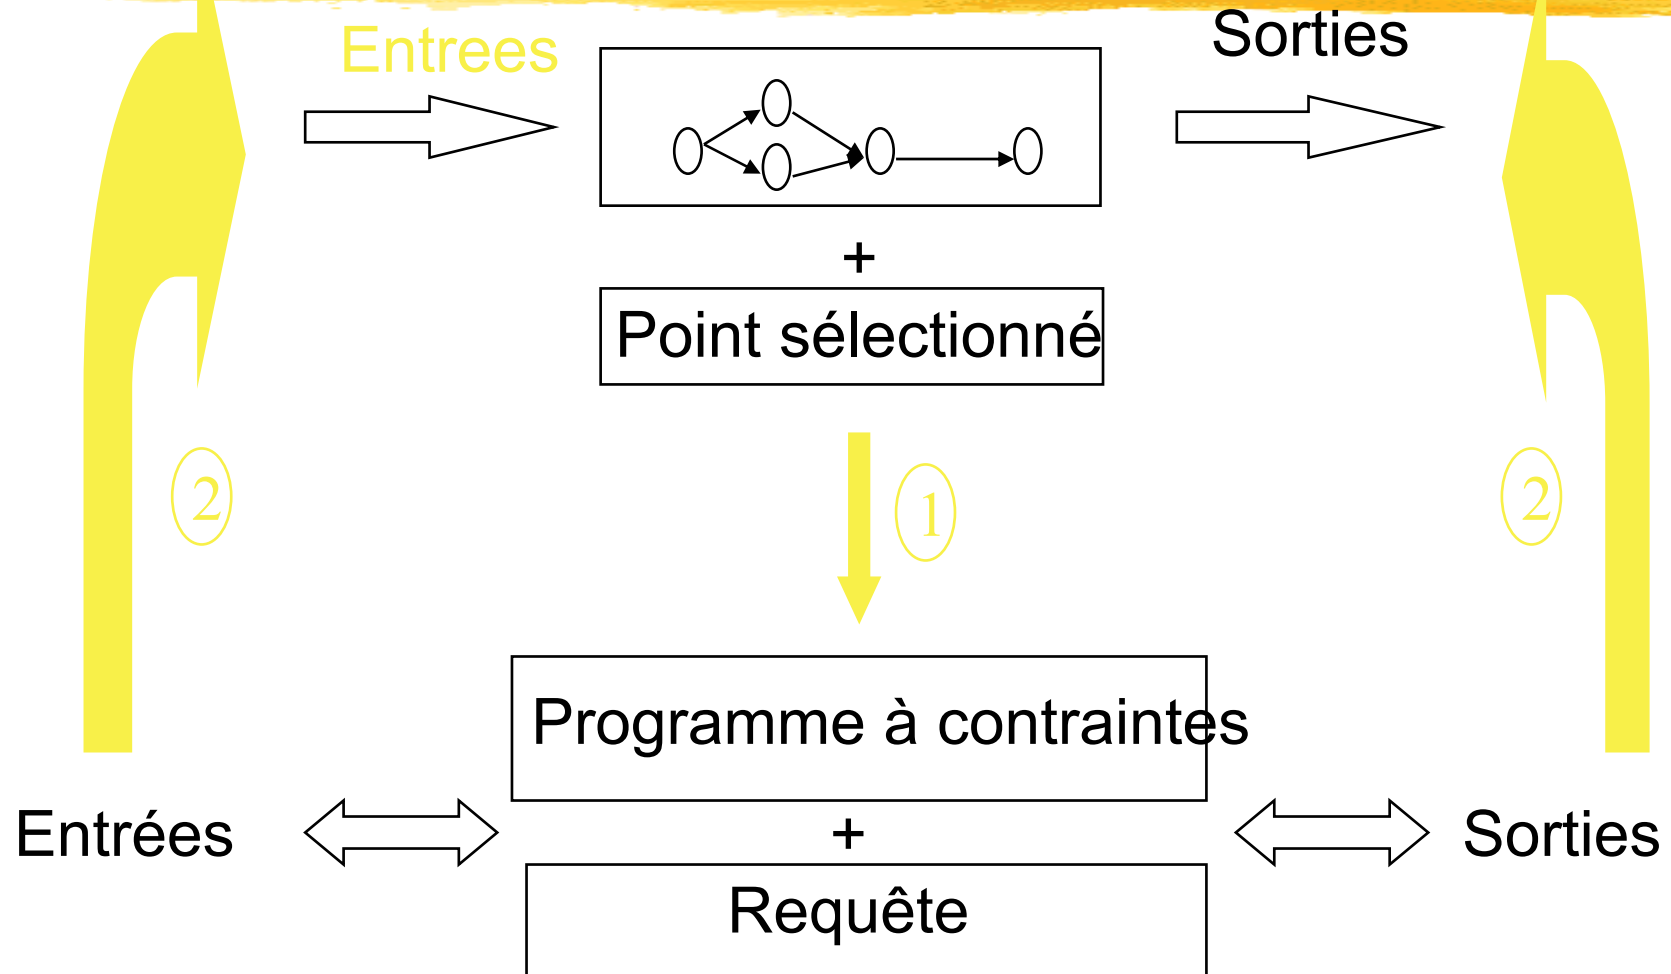 Entrees
Sorties
+
Point sélectionné
2
1
2
Programme à contraintes
Entrées
+
Sorties
Requête